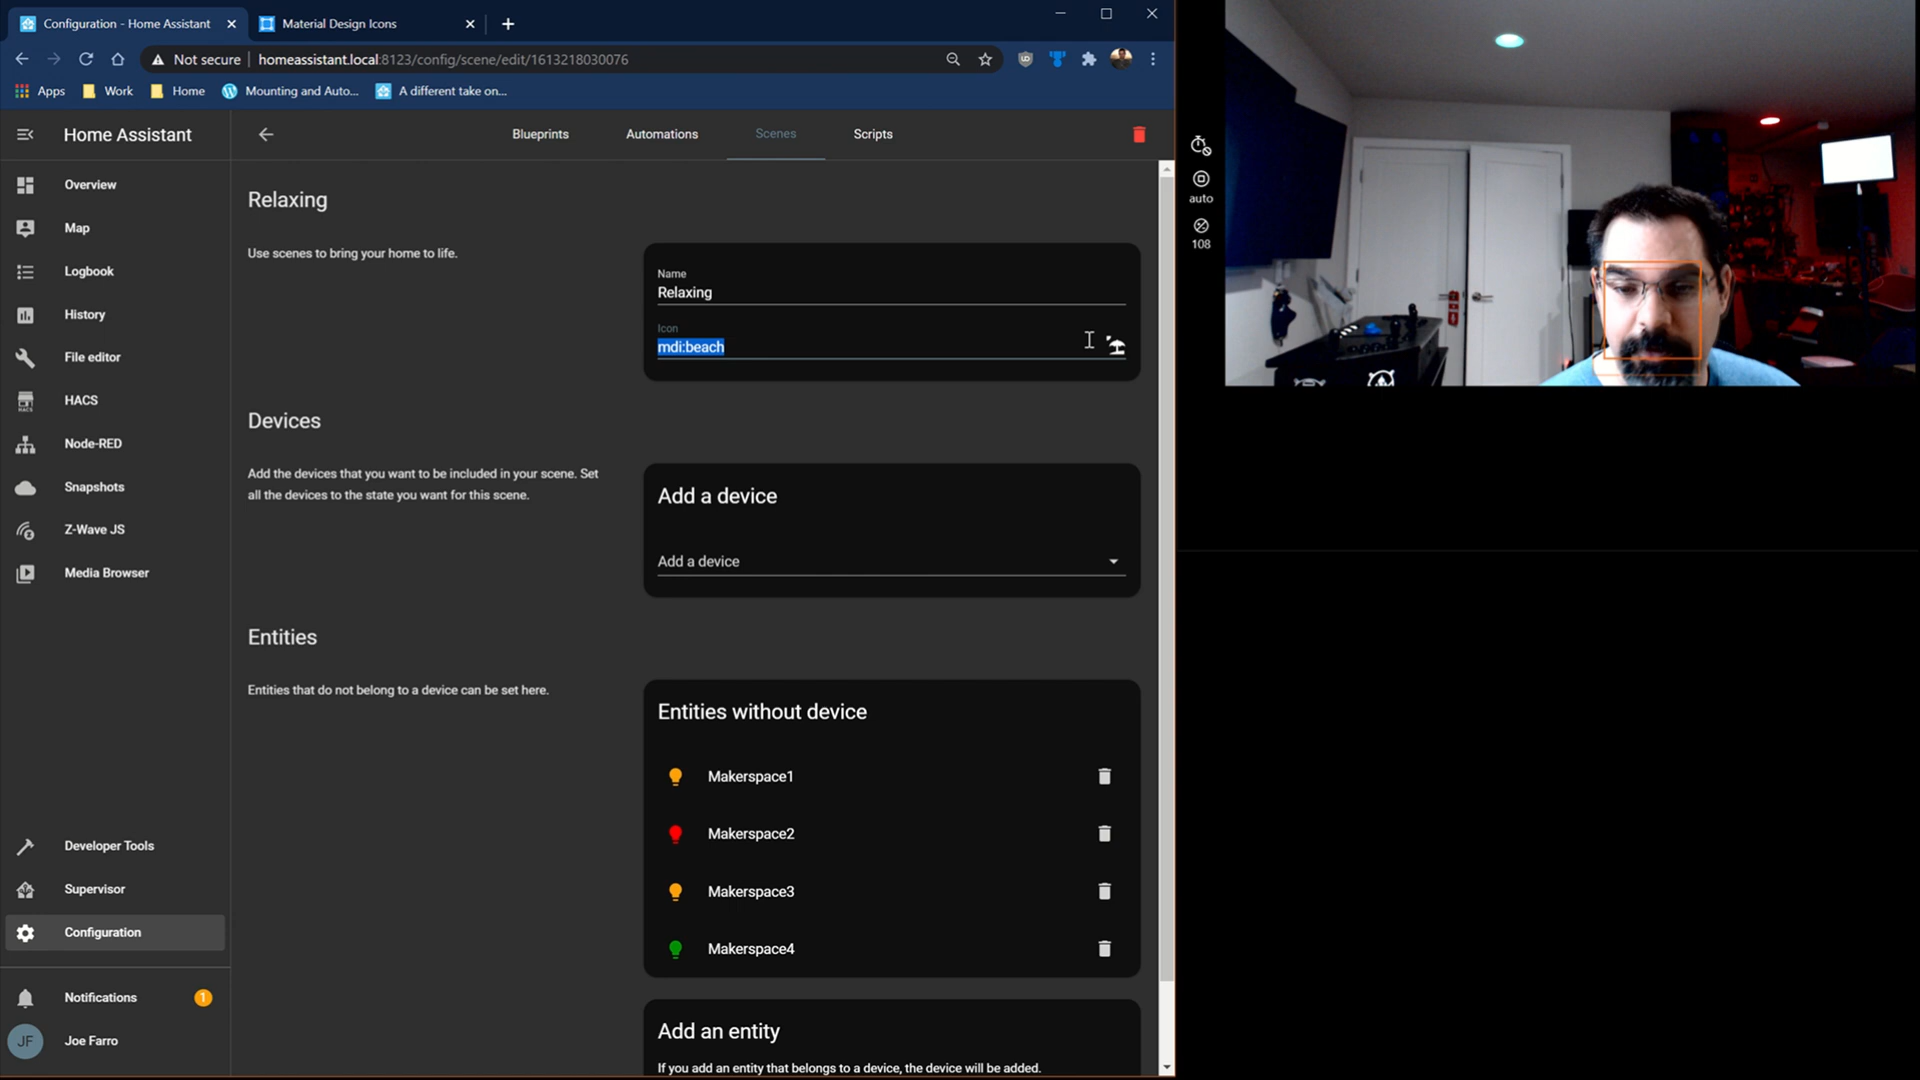 Configuration - Home Assistant
Material Design Icons
Not secure
homeassistant.local:8123/config/scene/edit/1613218030076
Apps
Work
Home
Mounting and Auto...
A different take on...
Home Assistant
Blueprints
Automations
Scenes
Scripts
Overview
Map
Logbook
History
File editor
HACS
HACS
Node-RED
Snapshots
Z-Wave JS
Media Browser
Developer Tools
Supervisor
Configuration
Notifications
1
JF
Joe Farro
Relaxing
Use scenes to bring your home to life.
Name
Relaxing
Icon
mdi:beach
Devices
Add the devices that you want to be included in your scene. Set
all the devices to the state you want for this scene.
Add a device
Add a device
Entities
Entities that do not belong to a device can be set here.
Entities without device
Makerspace1
Makerspace2
Makerspace3
Makerspace4
Add an entity
If you add an entity that belongs to a device, the device will be added.
auto
108